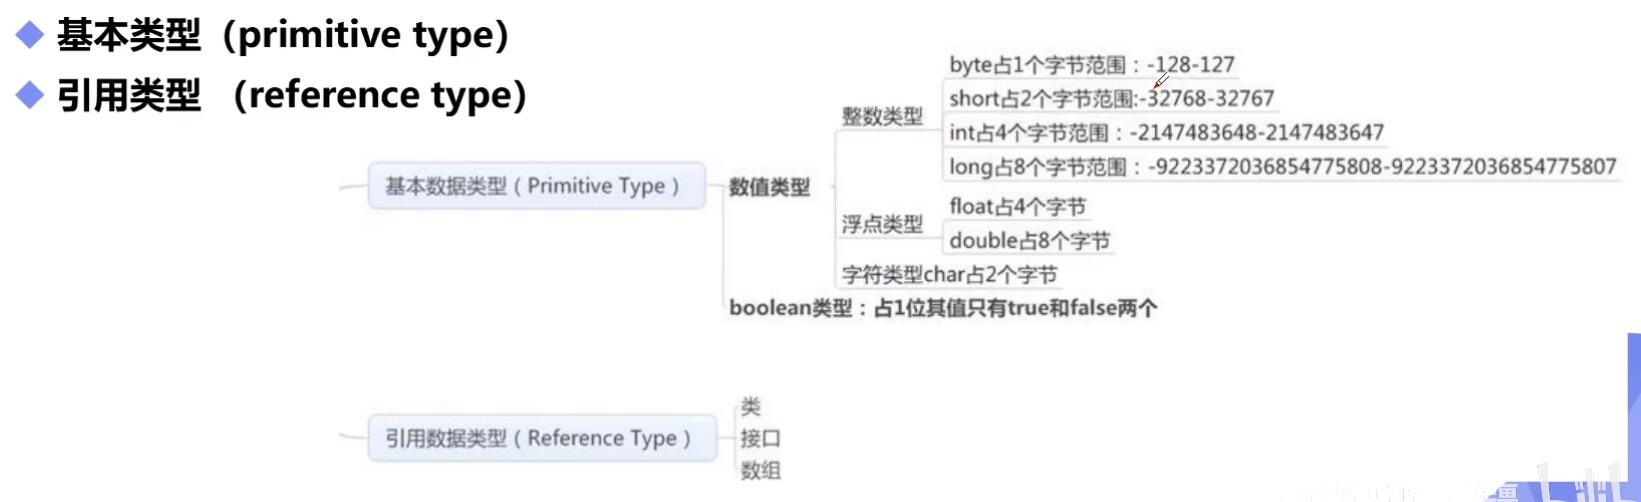 基本类型（primitive type）
引用类型 （reference type）
byte占1个字节范围：-128-127
short占2个字节范围:-32768-32767
整数类型
int占4个字节范围：-2147483648-2147483647
long占8个字节范围：-9223372036854775808-9223372036854775807
基本数据类型（Primitive Type）
数值类型
float占4个字节
浮点类型
double占8个字节
字符类型char占2个字节
boolean类型：占1位其值只有true和false两个
类
引用数据类型（Reference Type）
接口
数组